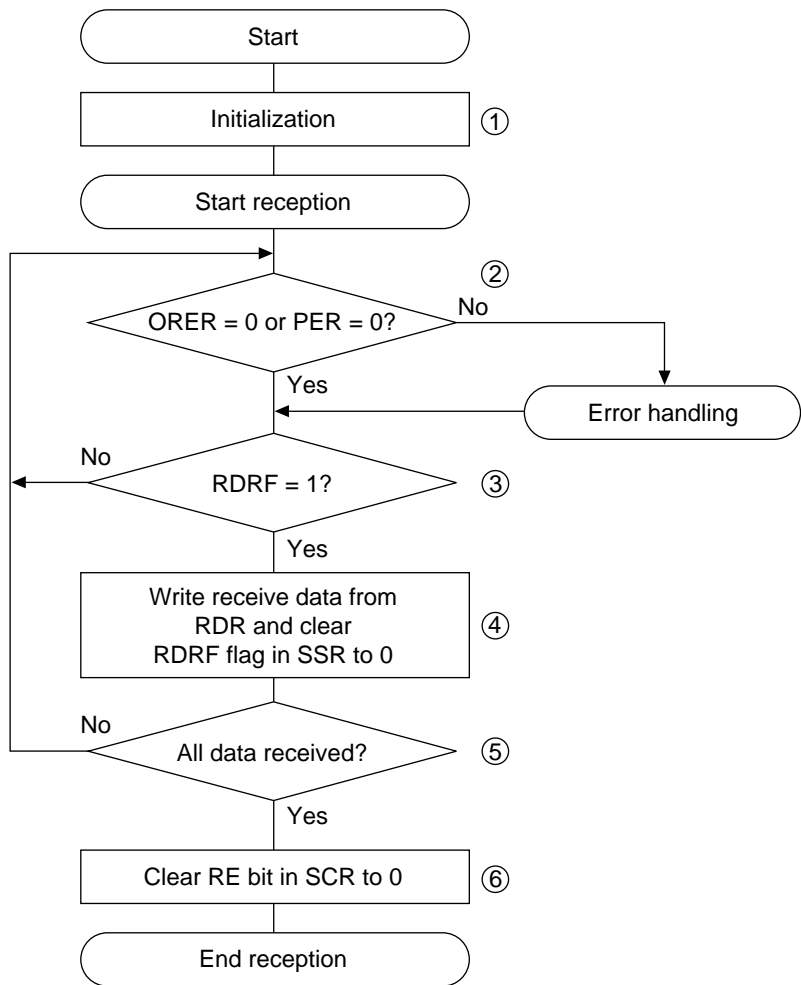 Start
Initialization
①
Start reception
②
ORER = 0 or PER = 0?
No
Yes
Error handling
No
RDRF = 1?
③
Yes
Write receive data from
RDR and clear
RDRF flag in SSR to 0
④
No
All data received?
⑤
Yes
Clear RE bit in SCR to 0
⑥
End reception